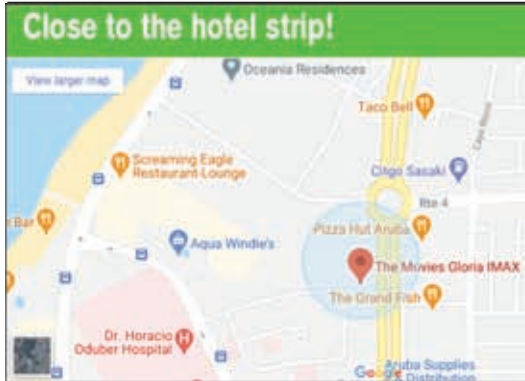 Close to the hotel strip!
View larger map
Oceania Residences
Taco Bell
Screaming Eagle
Restaurant-Lounge
Citgo Sasaki
Rte 4
Bar
Aqua Windie's
Pizza Hut Aruba
The Movies Gloria IMAX
The Grand Fish
Dr. Horacio
Oduber Hospital
H
Google
Aruba Supplies
& Distribution